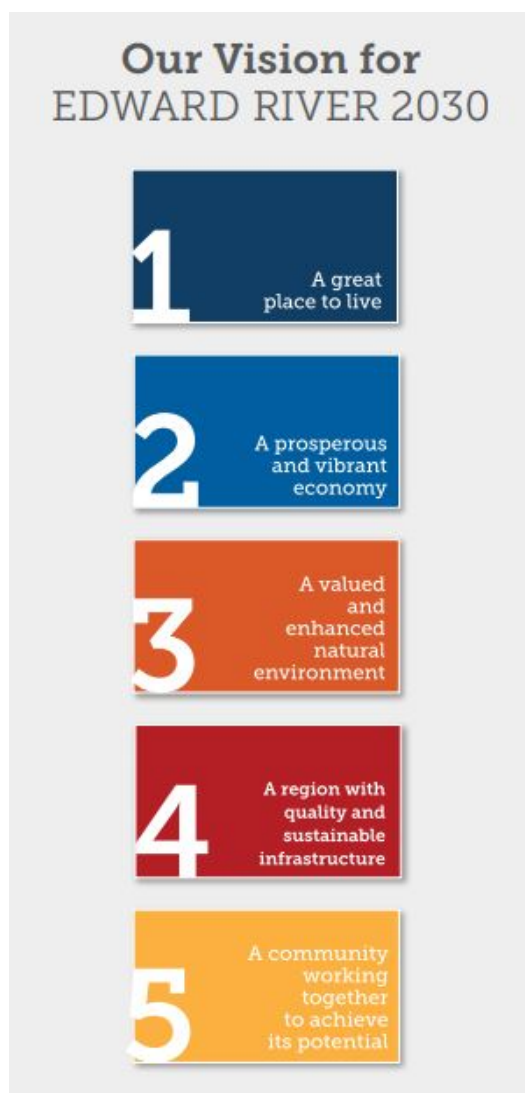 Our Vision for
EDWARD RIVER 2030
1
A great
place to live
2
A prosperous
and vibrant
economy
3
A valued
and
enhanced
natural
environment
4
A region with
quality and
sustainable
infrastructure
5
A community
working
together
to achieve
its potential